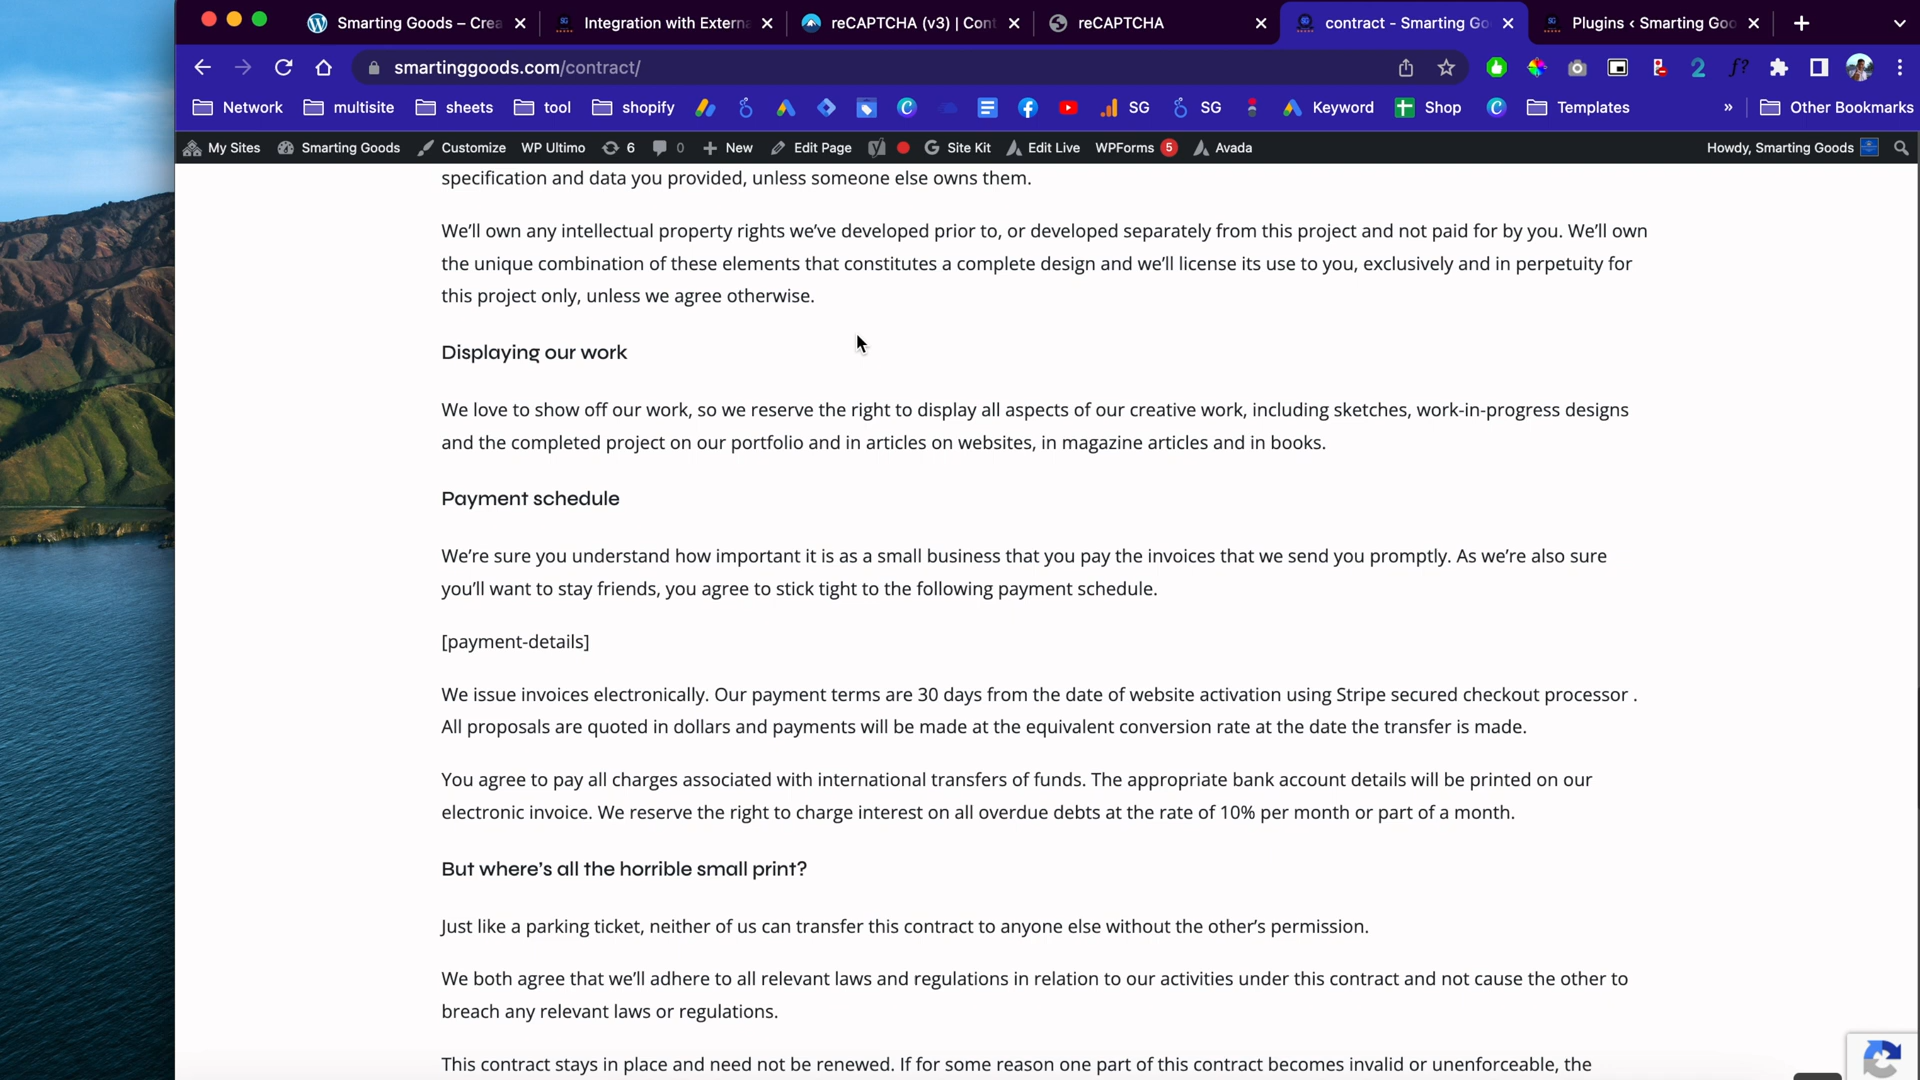 Smarting Goods – Crea
Integration with Externa
reCAPTCHA (v3) | Cont
reCAPTCHA
contract - Smarting Go
Plugins ‹ Smarting Goo
smartinggoods.com/contract/
Network
multisite
sheets
tool
shopify
SG
SG
Keyword
Shop
Templates
»
Other Bookmarks
My Sites
Smarting Goods
Customize
WP Ultimo
6
0
New
Edit Page
Site Kit
Edit Live
WPForms 5
Avada
Howdy, Smarting Goods
specification and data you provided, unless someone else owns them.
We’ll own any intellectual property rights we’ve developed prior to, or developed separately from this project and not paid for by you. We’ll own
the unique combination of these elements that constitutes a complete design and we’ll license its use to you, exclusively and in perpetuity for
this project only, unless we agree otherwise.
Displaying our work
We love to show off our work, so we reserve the right to display all aspects of our creative work, including sketches, work-in-progress designs
and the completed project on our portfolio and in articles on websites, in magazine articles and in books.
Payment schedule
We’re sure you understand how important it is as a small business that you pay the invoices that we send you promptly. As we’re also sure
you’ll want to stay friends, you agree to stick tight to the following payment schedule.
[payment-details]
We issue invoices electronically. Our payment terms are 30 days from the date of website activation using Stripe secured checkout processor .
All proposals are quoted in dollars and payments will be made at the equivalent conversion rate at the date the transfer is made.
You agree to pay all charges associated with international transfers of funds. The appropriate bank account details will be printed on our
electronic invoice. We reserve the right to charge interest on all overdue debts at the rate of 10% per month or part of a month.
But where’s all the horrible small print?
Just like a parking ticket, neither of us can transfer this contract to anyone else without the other’s permission.
We both agree that we’ll adhere to all relevant laws and regulations in relation to our activities under this contract and not cause the other to
breach any relevant laws or regulations.
This contract stays in place and need not be renewed. If for some reason one part of this contract becomes invalid or unenforceable, the